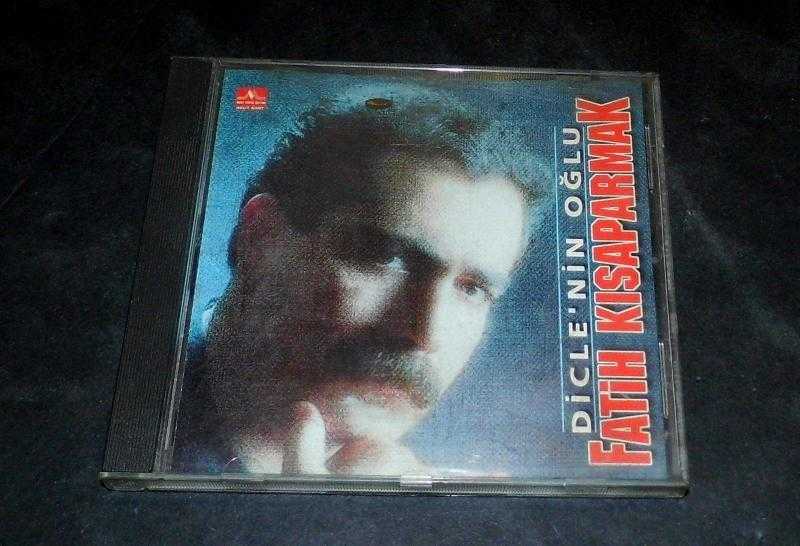 DİCLE'NİN OĞLU
FATİH KISAPARMAK